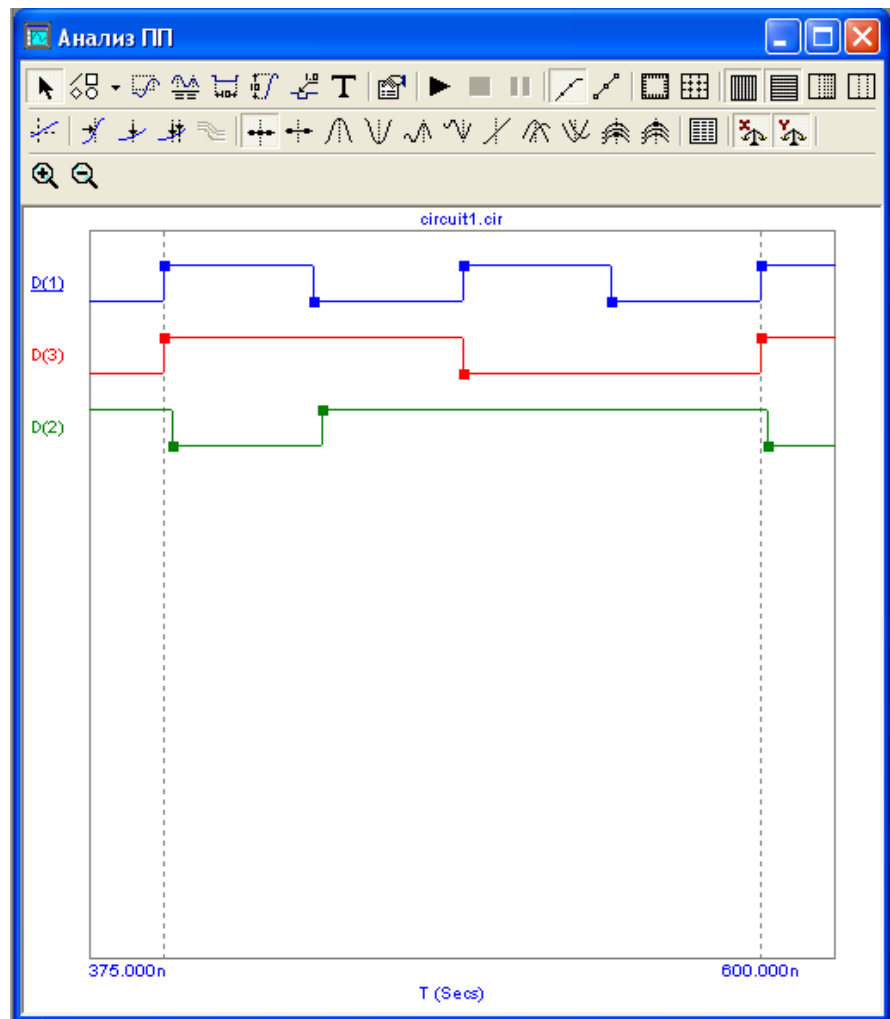 Анализ ПП
T
circuit1.cir
D(1)
D(3)
D(2)
375.000n 600.000n
T (Secs)